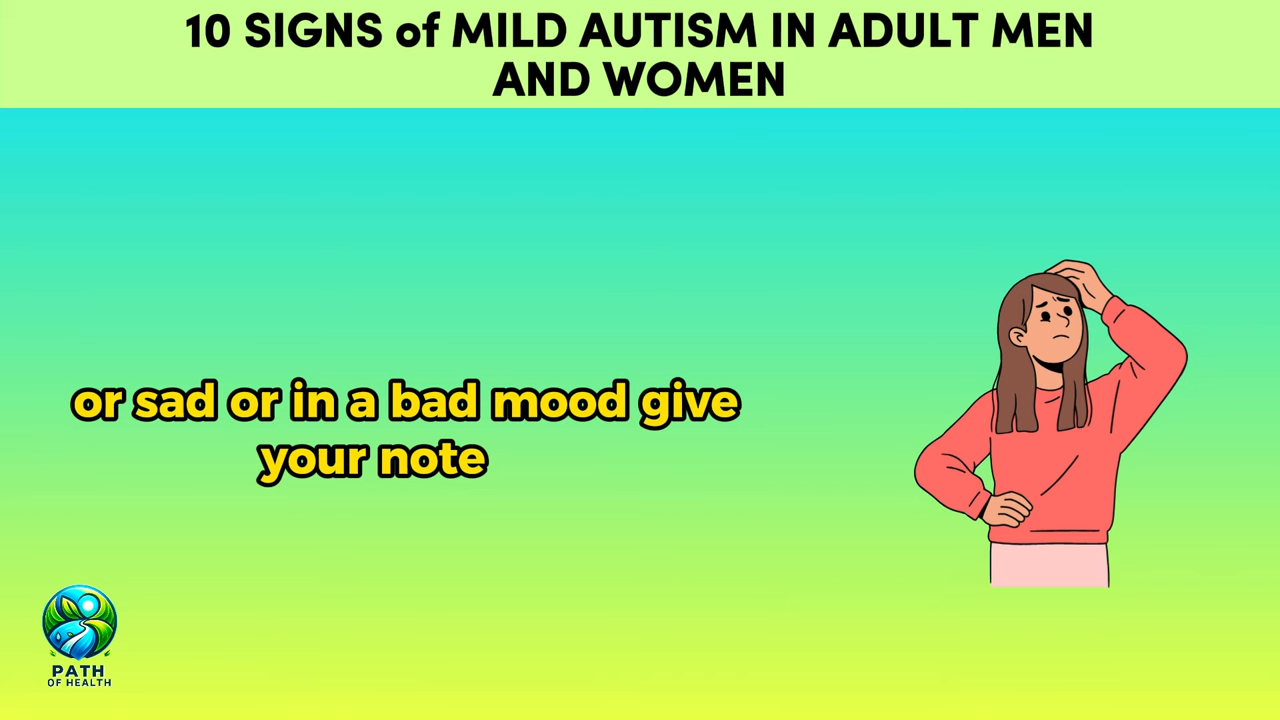 10 SIGNS of MILD AUTISM IN ADULT MEN
AND WOMEN
or sad or in a bad mood give
your note
PATH
OF HEALTH